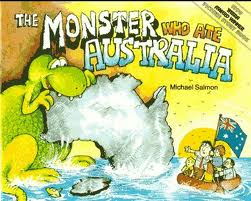 THE MONSTER
WHO ATE
AUSTRALIA
Michael Salmon